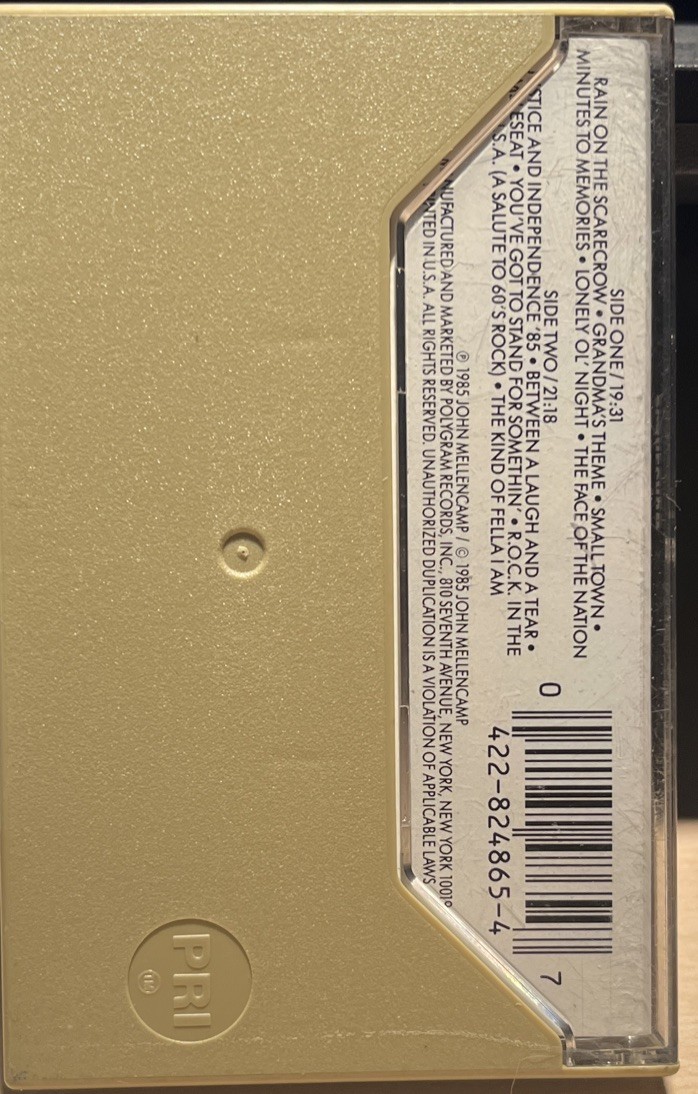 SIDE ONE / 19:31
RAIN ON THE SCARECROW • GRANDMA'S THEME • SMALL TOWN •
MINUTES TO MEMORIES • LONELY OL' NIGHT • THE FACE OF THE NATION
SIDE TWO / 21:18
STICE AND INDEPENDENCE '85 • BETWEEN A LAUGH AND A TEAR •
ESEAT • YOU'VE GOT TO STAND FOR SOMETHIN' • R.O.C.K. IN THE
.S.A. (A SALUTE TO 60'S ROCK) • THE KIND OF FELLA I AM
℗ 1985 JOHN MELLENCAMP / © 1985 JOHN MELLENCAMP
NUFACTURED AND MARKETED BY POLYGRAM RECORDS, INC., 810 SEVENTH AVENUE, NEW YORK, NEW YORK 10019
TED IN U.S.A. ALL RIGHTS RESERVED. UNAUTHORIZED DUPLICATION IS A VIOLATION OF APPLICABLE LAWS
0 7
422-824865-4
PRI